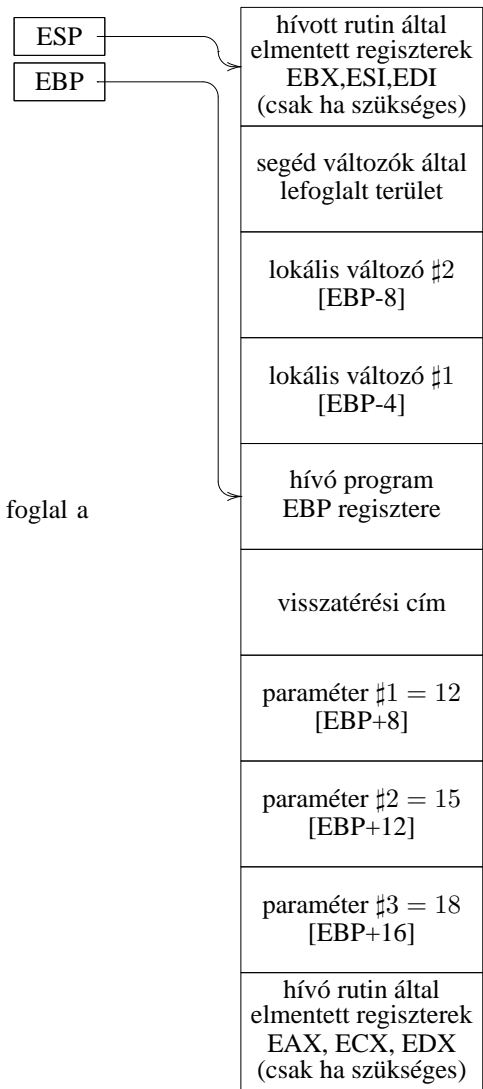 ESP
EBP
hívott rutin által
elmentett regiszterek
EBX,ESI,EDI
(csak ha szükséges)
segéd változók által
lefoglalt terület
lokális változó ♯2
[EBP-8]
lokális változó ♯1
[EBP-4]
foglal a
hívó program
EBP regisztere
visszatérési cím
paraméter ♯1 = 12
[EBP+8]
paraméter ♯2 = 15
[EBP+12]
paraméter ♯3 = 18
[EBP+16]
hívó rutin által
elmentett regiszterek
EAX, ECX, EDX
(csak ha szükséges)